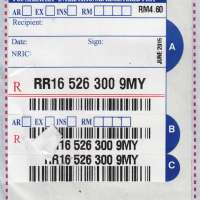 AR EX INS RM RM4.60
Recipient:
Date: Sign:
NRIC:
A
JUNE 2015
R RR16 526 300 9MY
R
AR EX INS RM
RR16 526 300 9MY
B
RR16 526 300 9MY
C